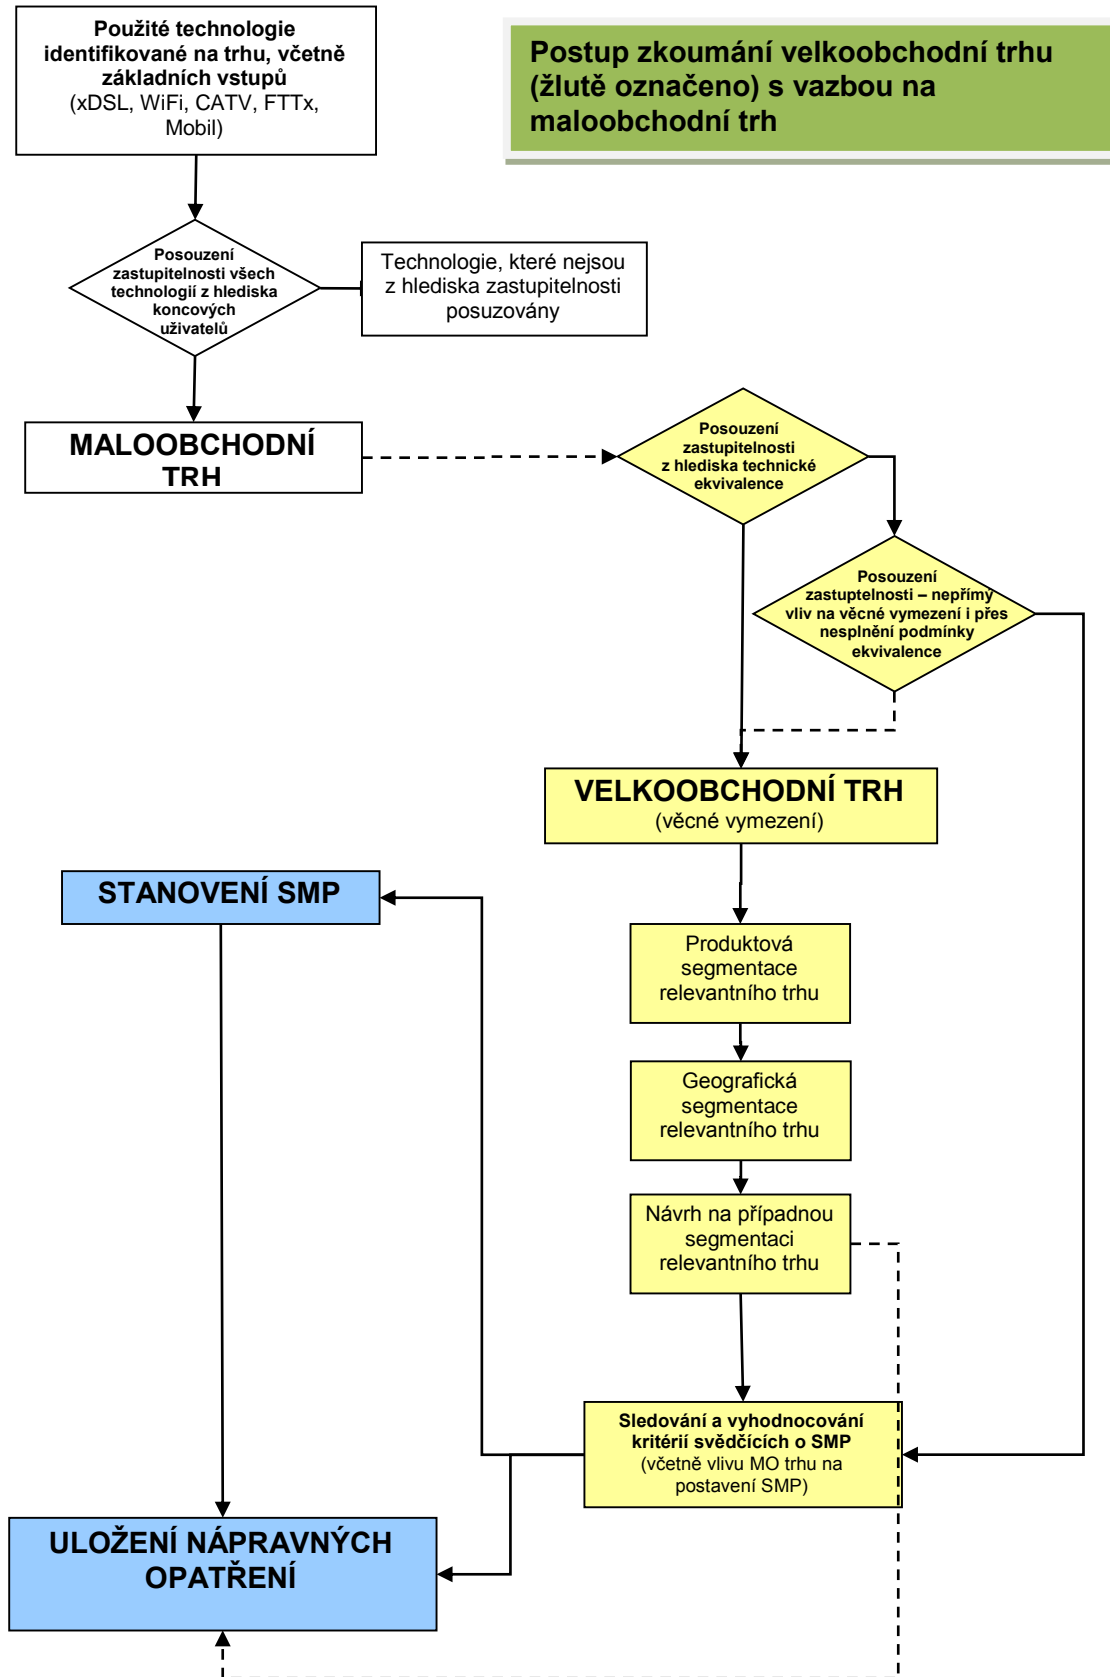 Použité technologie
identifikované na trhu, včetně
základních vstupů
(xDSL, WiFi, CATV, FTTx,
Mobil)
Postup zkoumání velkoobchodní trhu
(žlutě označeno) s vazbou na
maloobchodní trh
Posouzení
zastupitelnosti všech
technologií z hlediska
koncových
uživatelů
Technologie, které nejsou
z hlediska zastupitelnosti
posuzovány
MALOOBCHODNÍ
TRH
Posouzení
zastupitelnosti
z hlediska technické
ekvivalence
Posouzení
zastuptelnosti – nepřímý
vliv na věcné vymezení i přes
nesplnění podmínky
ekvivalence
VELKOOBCHODNÍ TRH
(věcné vymezení)
STANOVENÍ SMP
Produktová
segmentace
relevantního trhu
Geografická
segmentace
relevantního trhu
Návrh na případnou
segmentaci
relevantního trhu
Sledování a vyhodnocování
kritérií svědčících o SMP
(včetně vlivu MO trhu na
postavení SMP)
ULOŽENÍ NÁPRAVNÝCH
OPATŘENÍ